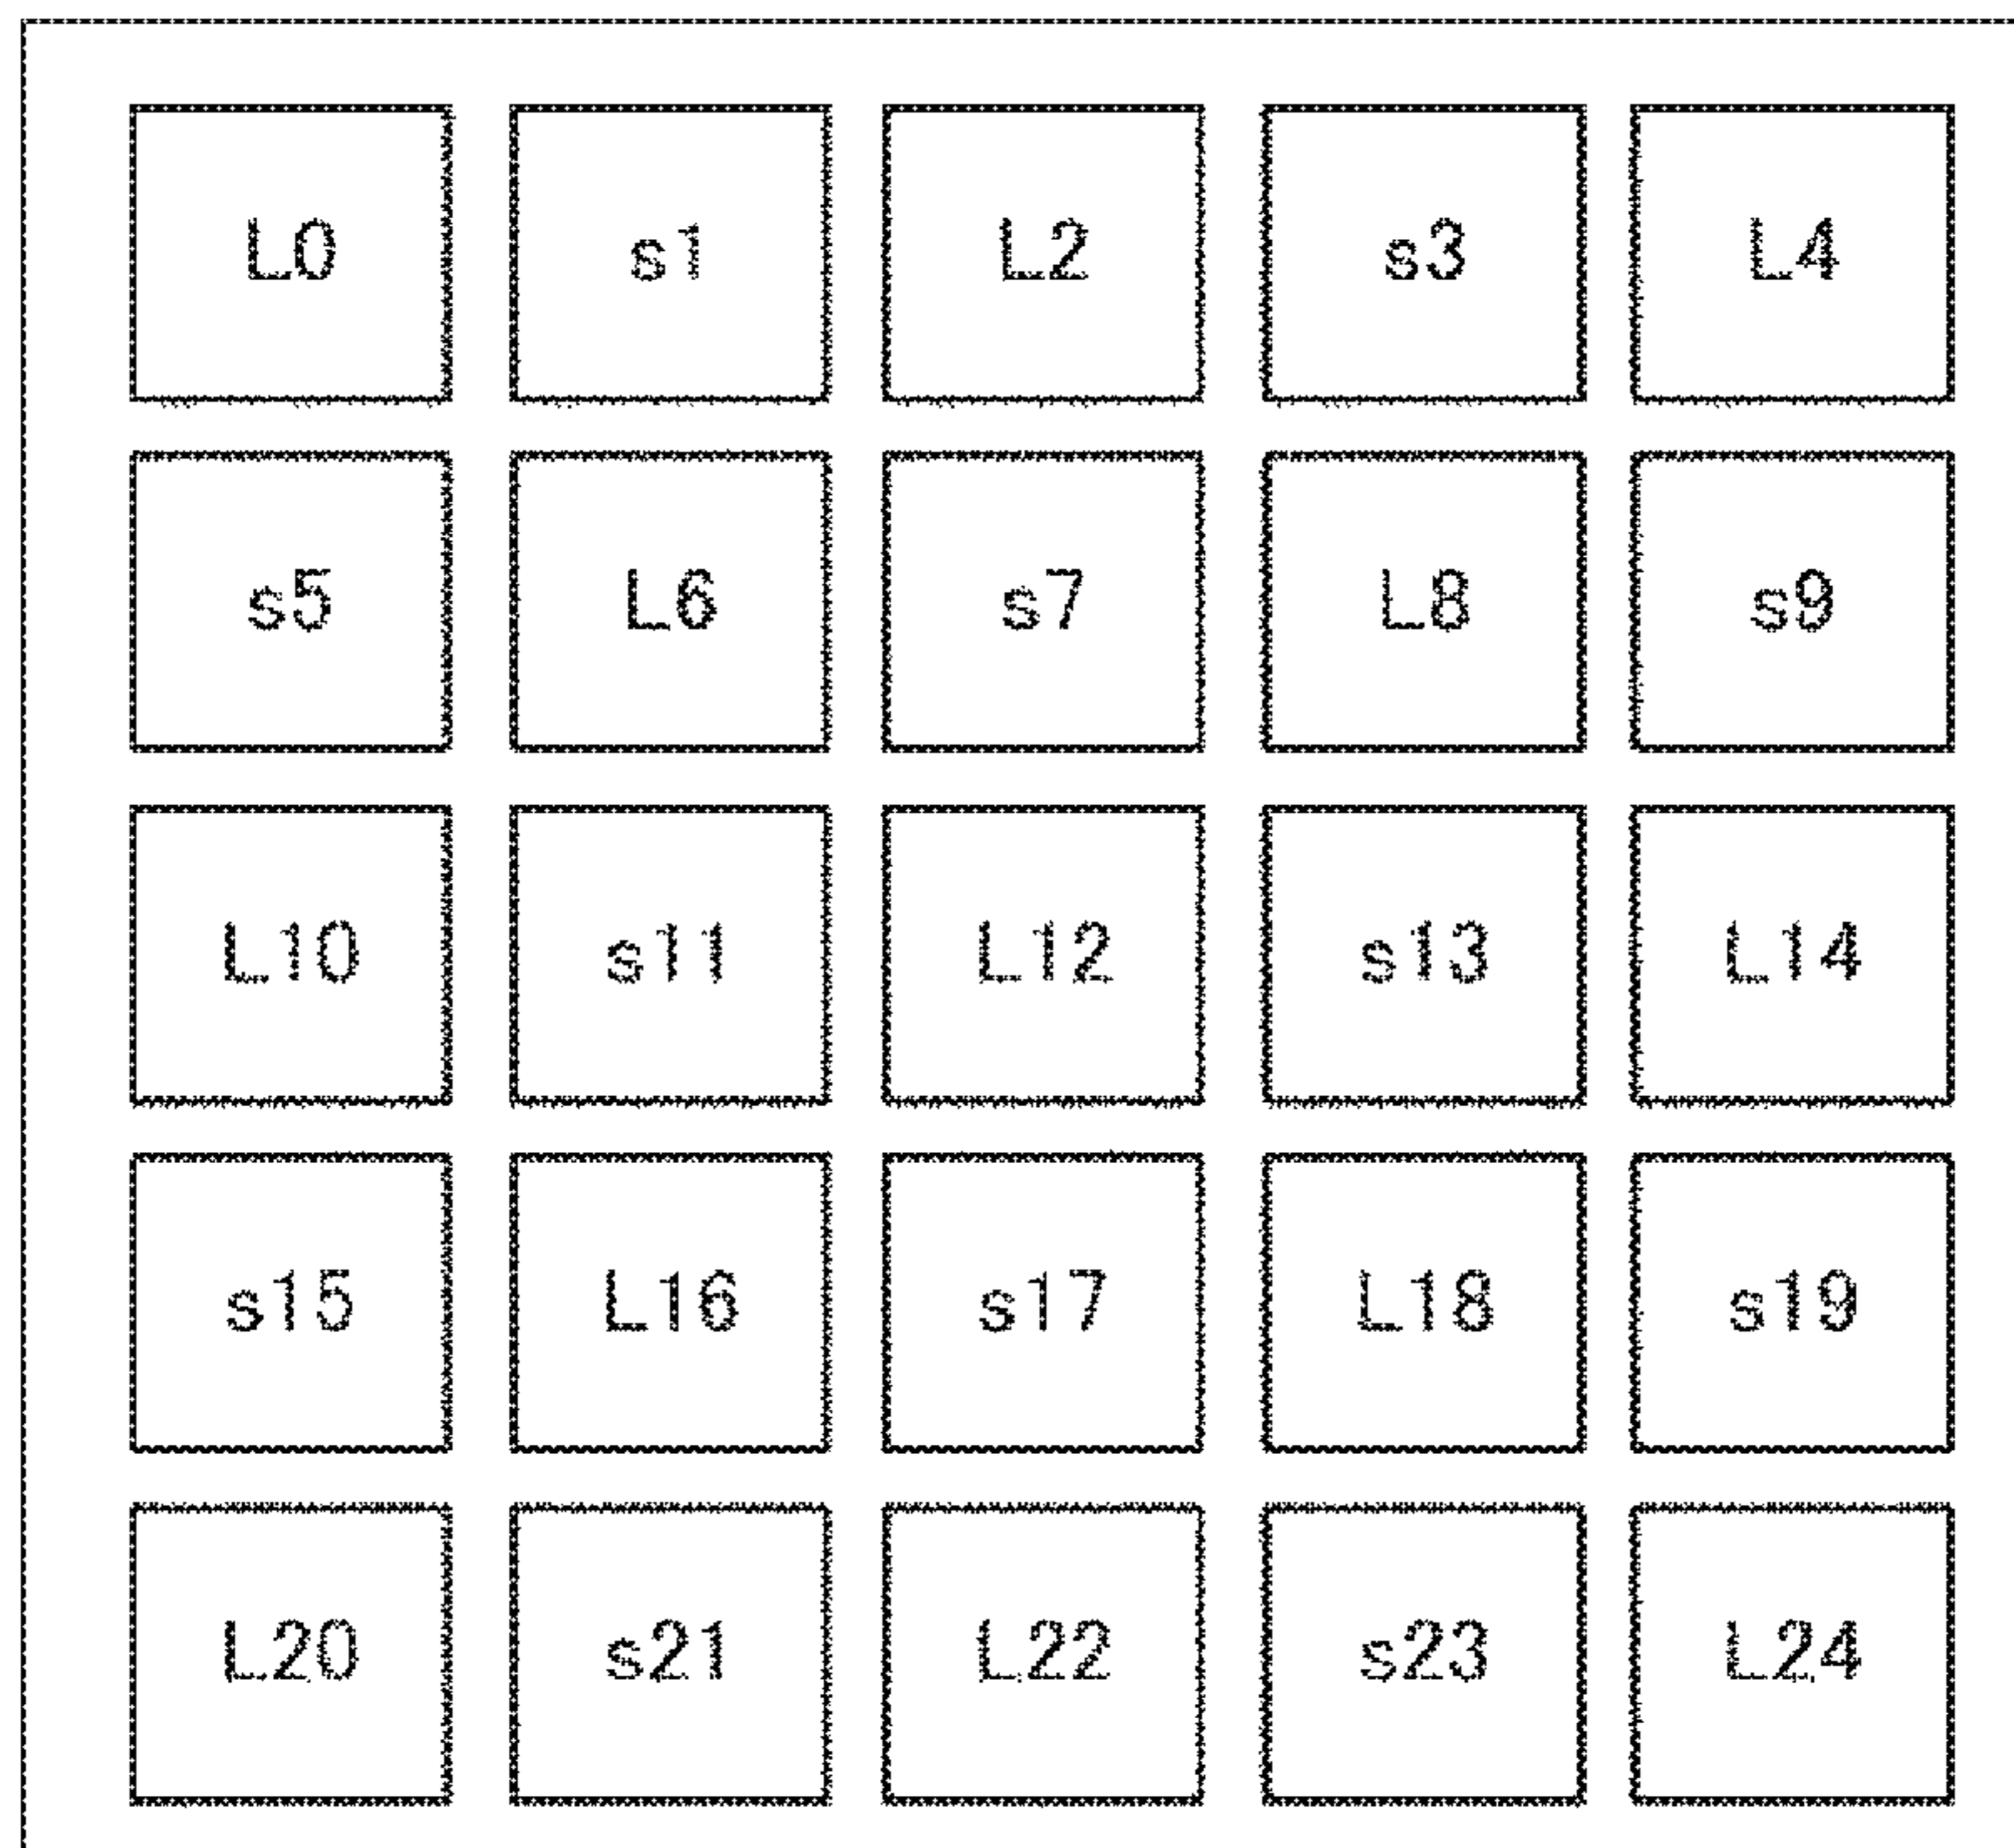 L0 s1 L2 s3 L4
s5 L6 s7 L8 s9
L10 s11 L12 s13 L14
s15 L16 s17 L18 s19
L20 s21 L22 s23 L24